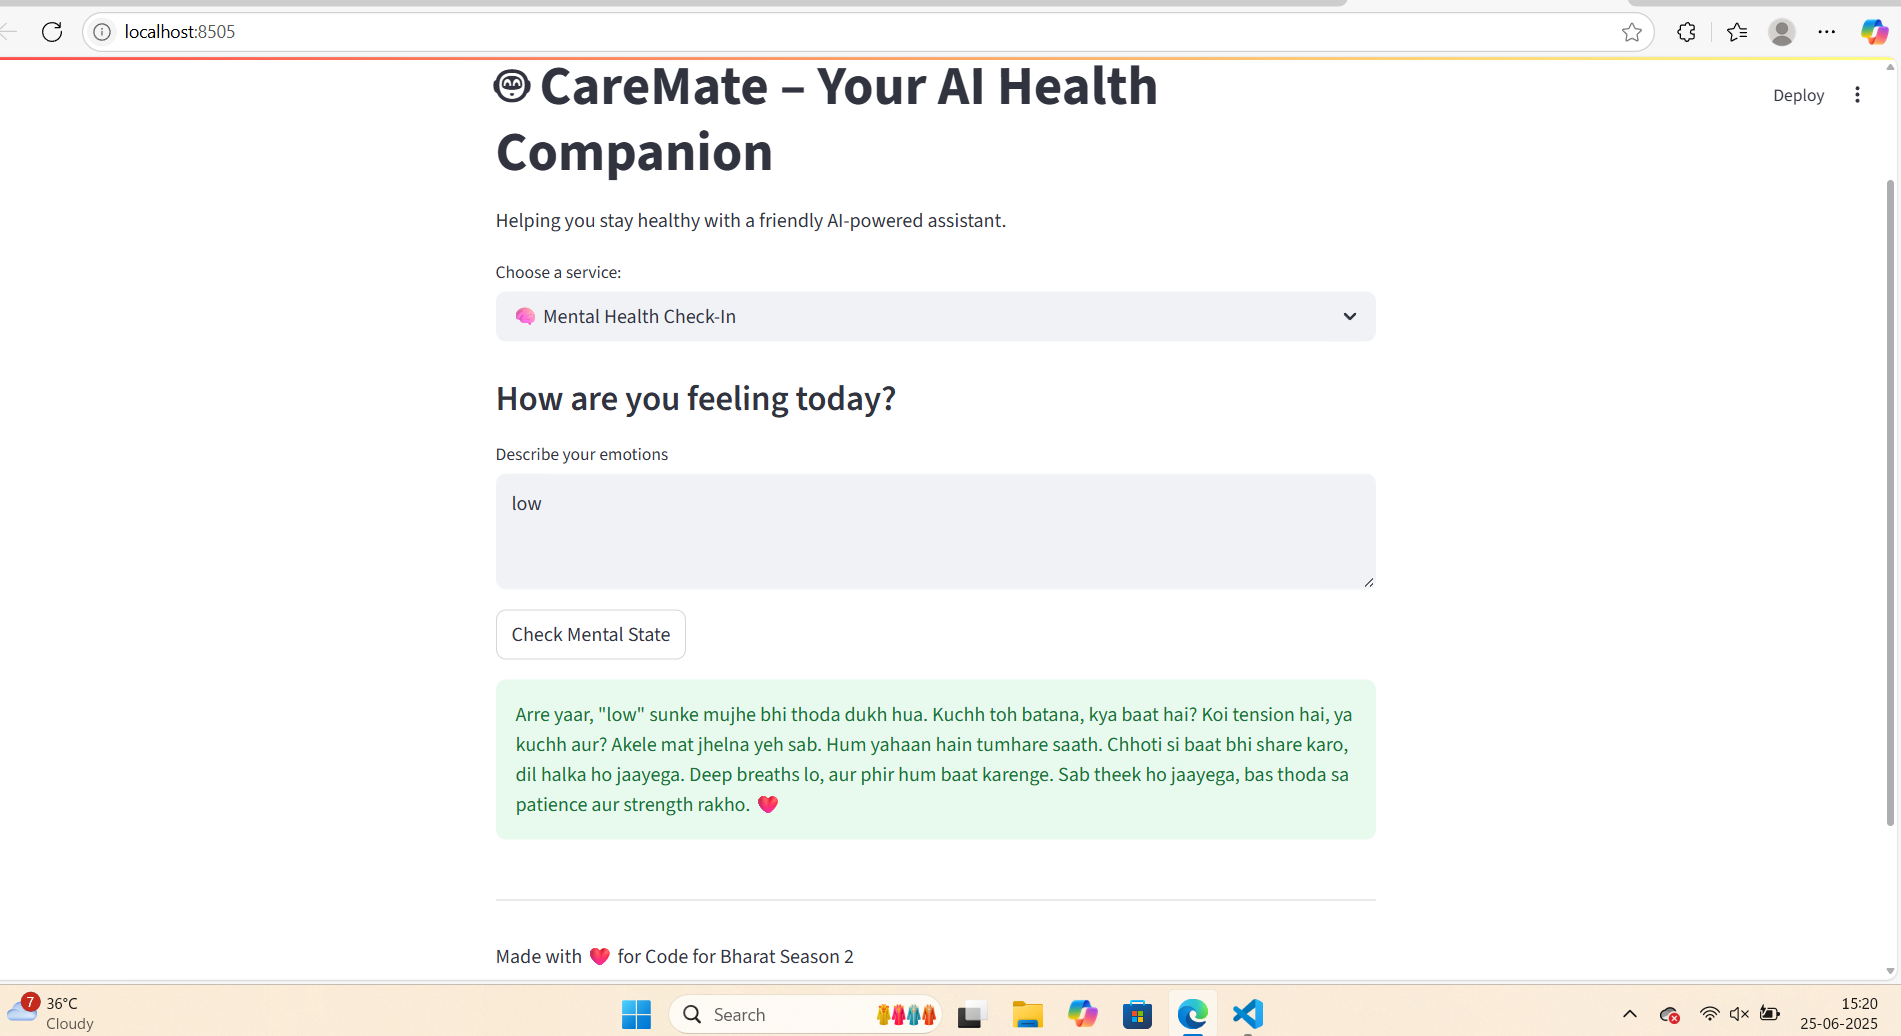 localhost:8505
CareMate – Your AI Health
Companion
Deploy
Helping you stay healthy with a friendly AI-powered assistant.
Choose a service:
🧠 Mental Health Check-In
How are you feeling today?
Describe your emotions
low
Check Mental State
Arre yaar, "low" sunke mujhe bhi thoda dukh hua. Kuchh toh batana, kya baat hai? Koi tension hai, ya
kuchh aur? Akele mat jhelna yeh sab. Hum yahaan hain tumhare saath. Chhoti si baat bhi share karo,
dil halka ho jaayega. Deep breaths lo, aur phir hum baat karenge. Sab theek ho jaayega, bas thoda sa
patience aur strength rakho. ❤️
Made with ❤️ for Code for Bharat Season 2
7
36°C
Cloudy
Search
15:20
25-06-2025